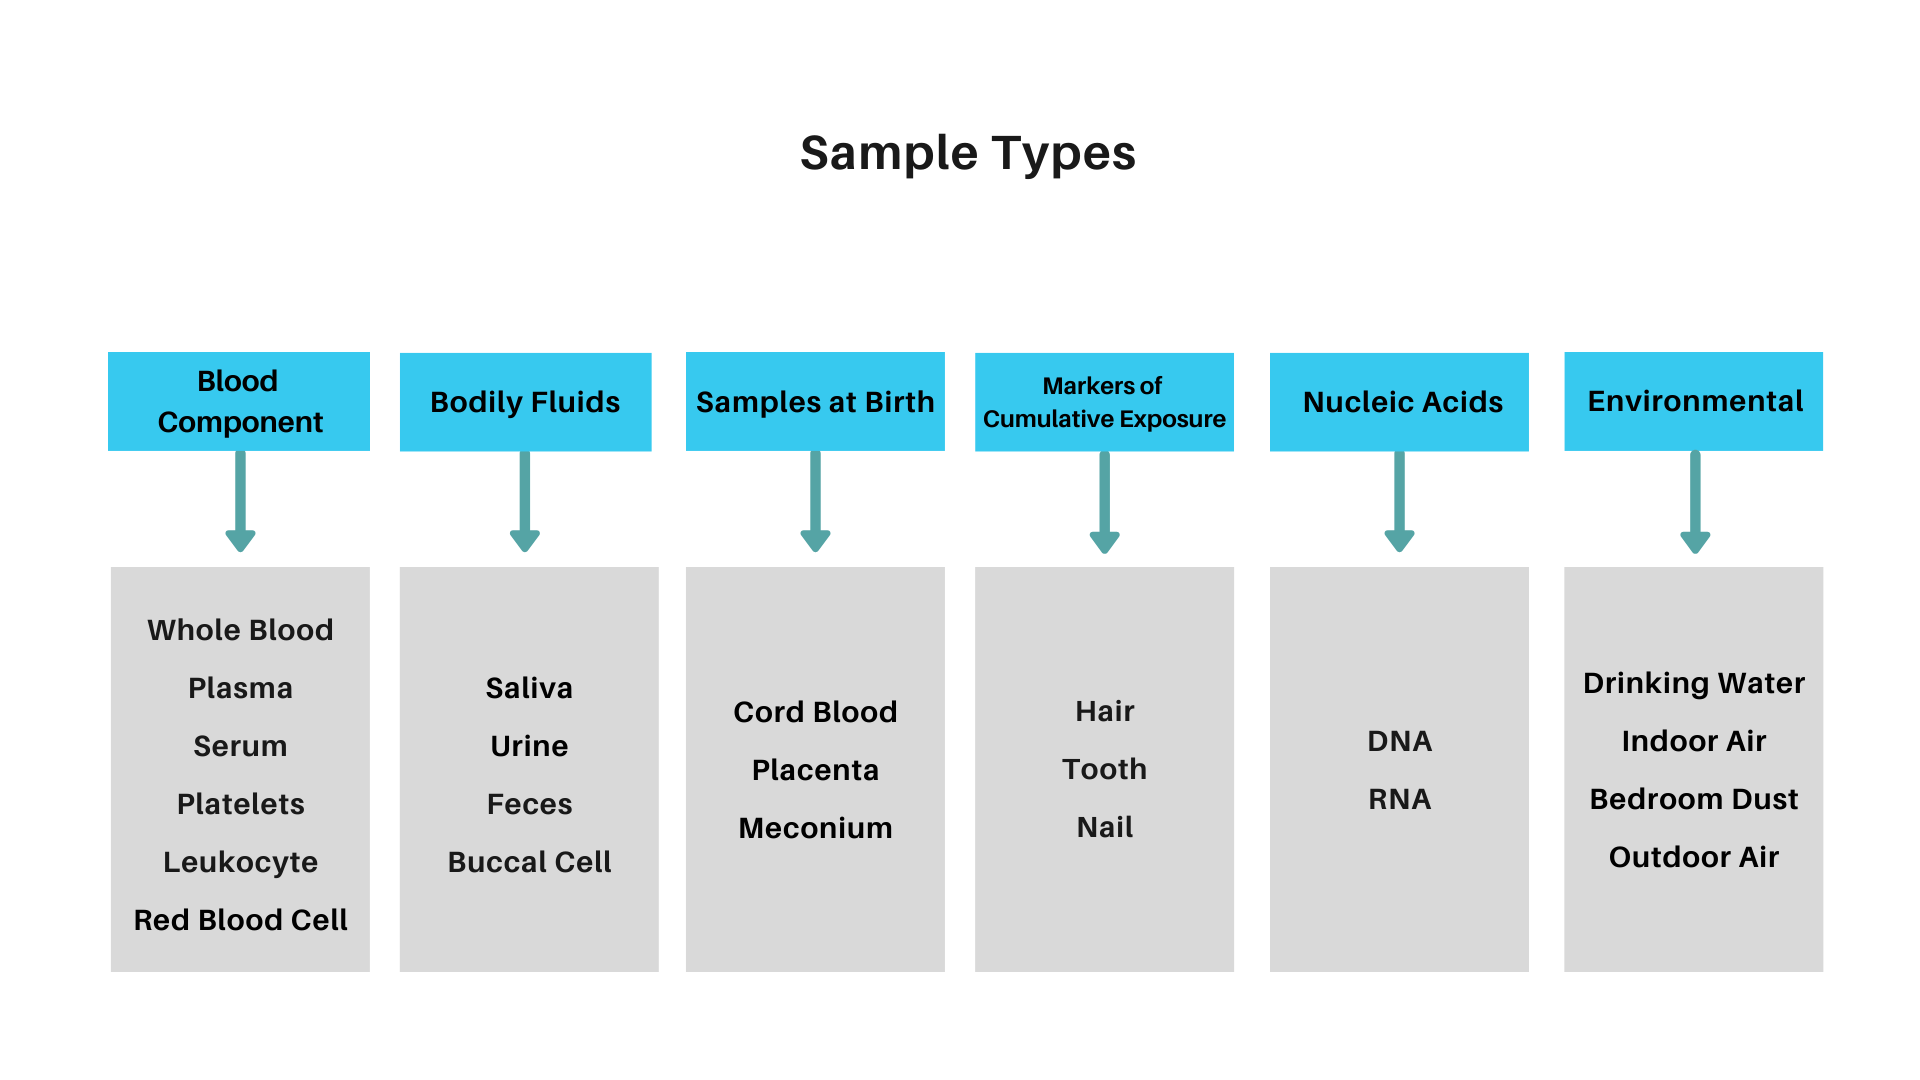 Sample Types
Blood
Component
Bodily Fluids
Samples at Birth
Markers of
Cumulative Exposure
Nucleic Acids
Environmental
Whole Blood
Plasma
Serum
Platelets
Leukocyte
Red Blood Cell
Saliva
Urine
Feces
Buccal Cell
Cord Blood
Placenta
Meconium
Hair
Tooth
Nail
DNA
RNA
Drinking Water
Indoor Air
Bedroom Dust
Outdoor Air